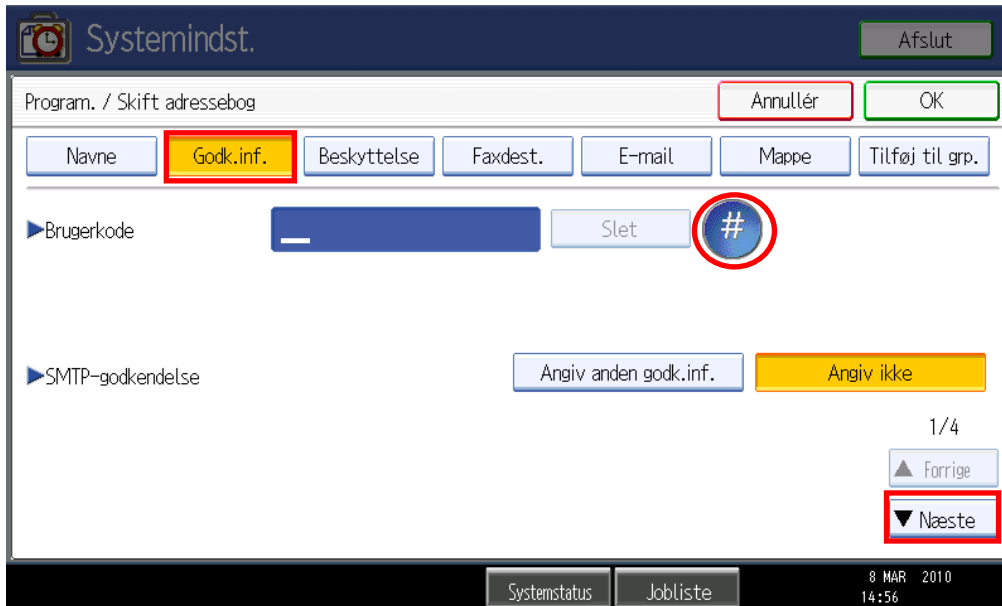 Systemindst.
Afslut
Program. / Skift adressebog
Annullér
OK
Navne
Godk.inf.
Beskyttelse
Faxdest.
E-mail
Mappe
Tilføj til grp.
▶Brugerkode
Slet
#
▶SMTP-godkendelse
Angiv anden godk.inf.
Angiv ikke
1/4
▲ Forrige
▼ Næste
Systemstatus
Jobliste
8 MAR 2010
14:56